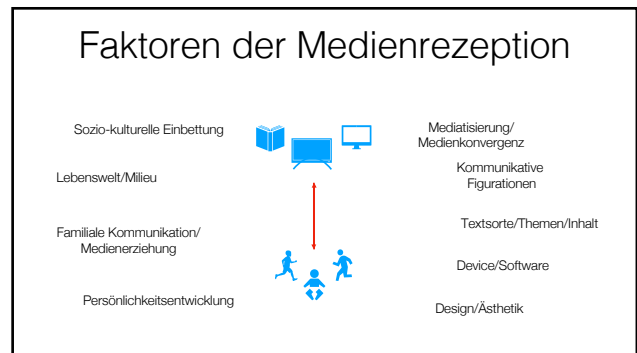 Faktoren der Medienrezeption
Sozio-kulturelle Einbettung
Lebenswelt/Milieu
Familiale Kommunikation/
Medienerziehung
Persönlichkeitsentwicklung
Mediatisierung/
Medienkonvergenz
Kommunikative
Figurationen
Textsorte/Themen/Inhalt
Device/Software
Design/Ästhetik